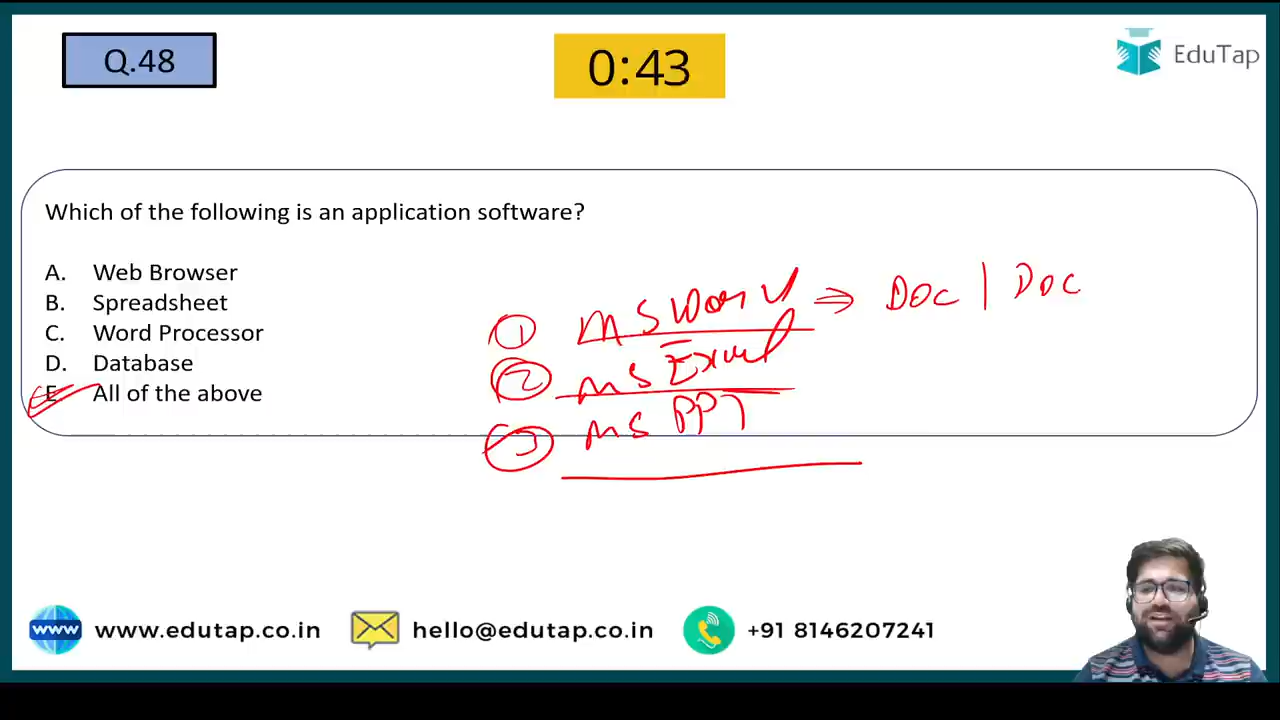 Q.48
0:43
EduTap
Which of the following is an application software?
A. Web Browser
B. Spreadsheet
C. Word Processor
D. Database
E. All of the above
① MS Word ⇒ DOC | DOC
② MS Excel
③ MS PPT
www www.edutap.co.in hello@edutap.co.in +91 8146207241